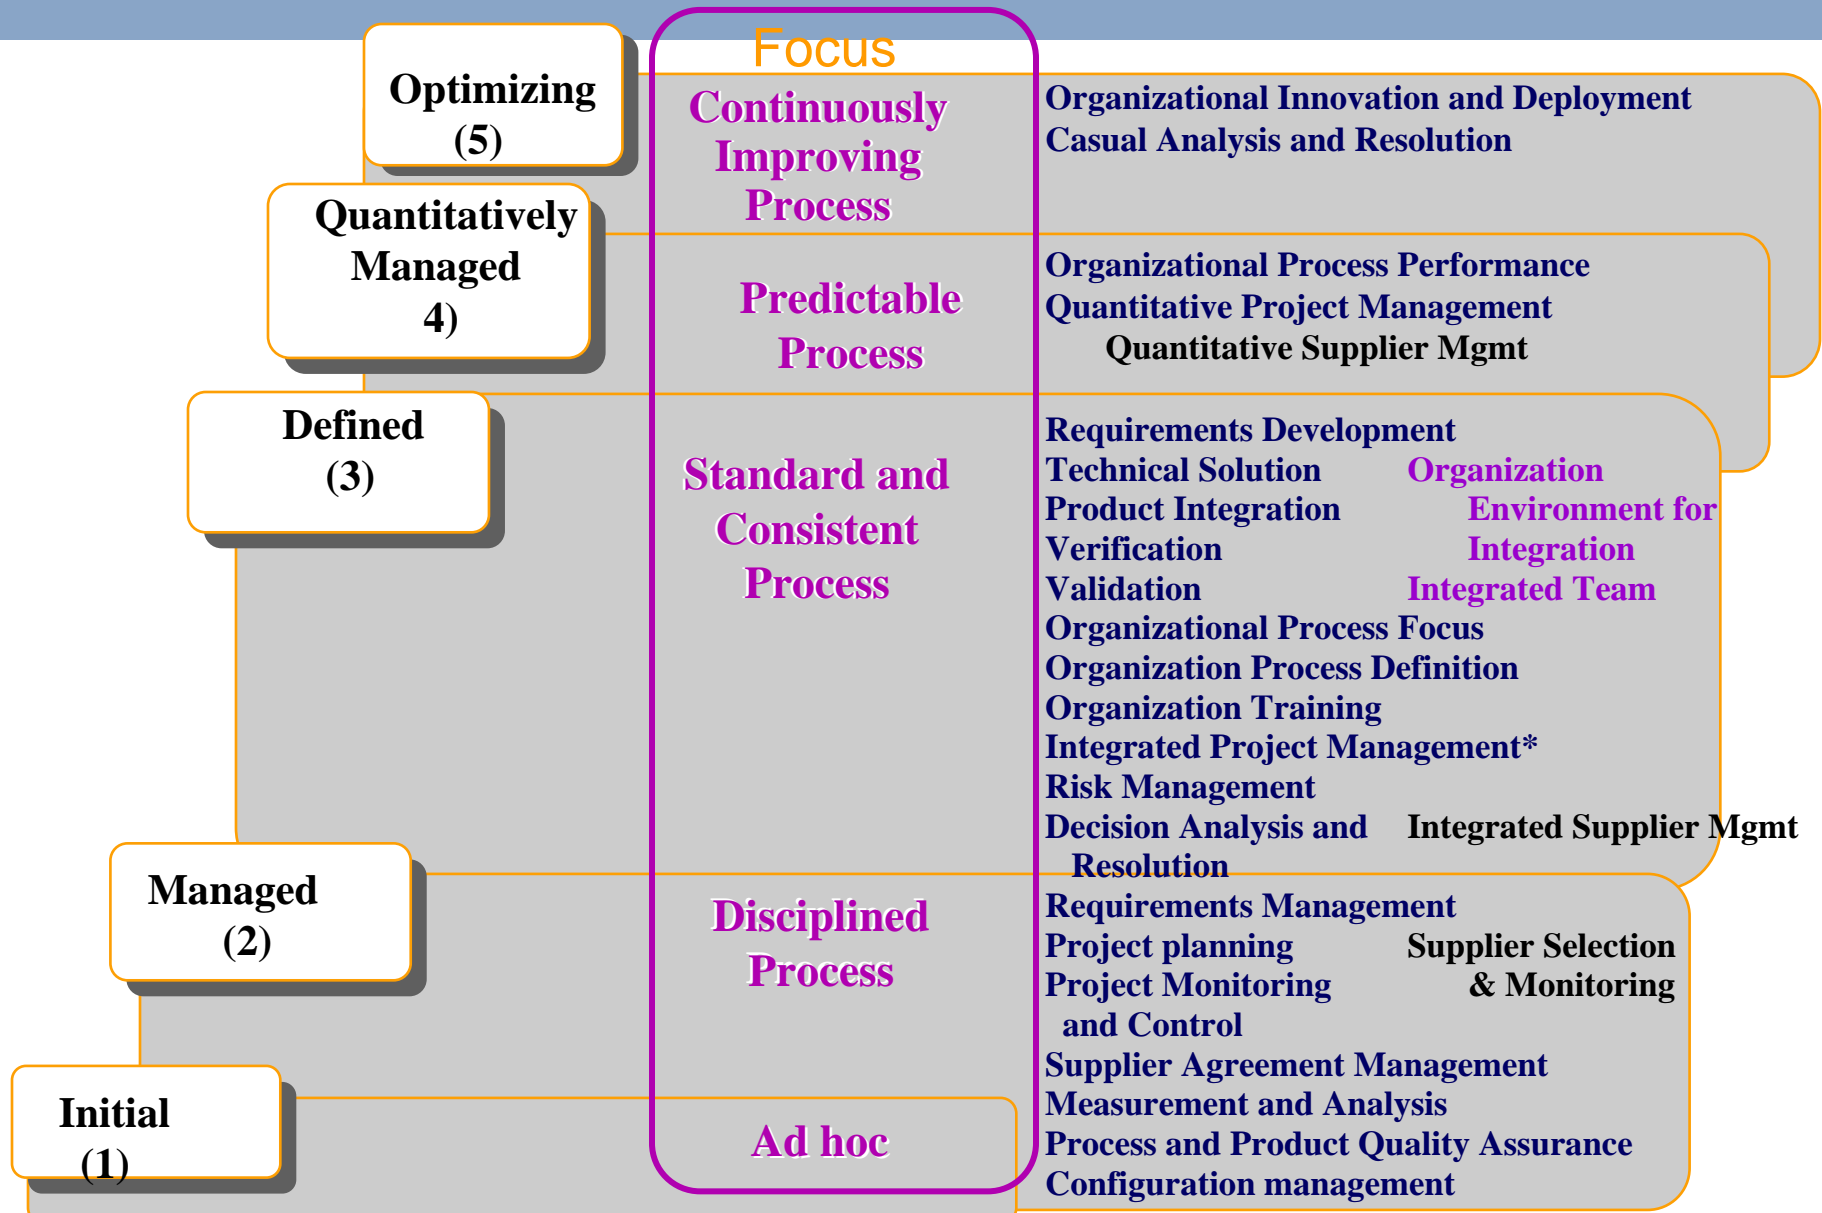 Focus
Optimizing
(5)
Continuously
Improving
Process
Organizational Innovation and Deployment
Casual Analysis and Resolution
Quantitatively
Managed
4)
Predictable
Process
Organizational Process Performance
Quantitative Project Management
Quantitative Supplier Mgmt
Defined
(3)
Standard and
Consistent
Process
Requirements Development
Technical Solution
Product Integration
Verification
Validation
Organization
Environment for
Integration
Integrated Team
Organizational Process Focus
Organization Process Definition
Organization Training
Integrated Project Management*
Risk Management
Decision Analysis and
Resolution
Integrated Supplier Mgmt
Managed
(2)
Disciplined
Process
Requirements Management
Project planning
Project Monitoring
and Control
Supplier Selection
& Monitoring
Supplier Agreement Management
Measurement and Analysis
Process and Product Quality Assurance
Configuration management
Initial
(1)
Ad hoc